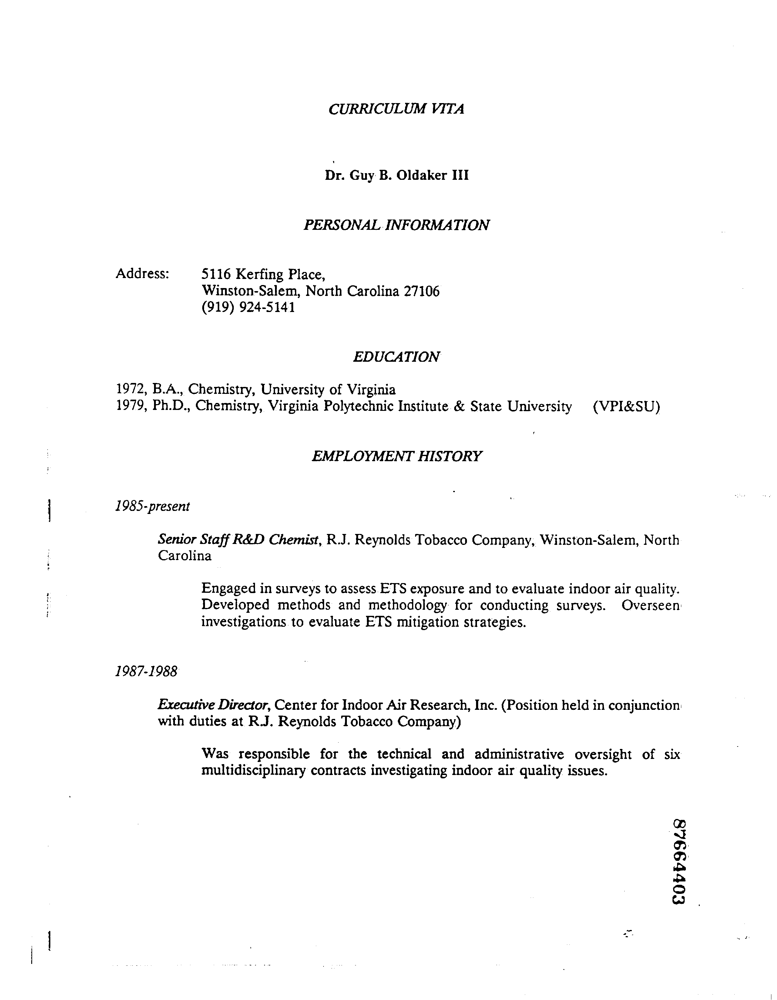 CURRICULUM VITA
Dr. Guy B. Oldaker III
PERSONAL INFORMATION
Address: 5116 Kerfing Place,
Winston-Salem, North Carolina 27106
(919) 924-5141
EDUCATION
1972, B.A., Chemistry, University of Virginia
1979, Ph.D., Chemistry, Virginia Polytechnic Institute & State University (VPI&SU)
EMPLOYMENT HISTORY
1985-present
Senior Staff R&D Chemist, R.J. Reynolds Tobacco Company, Winston-Salem, North
Carolina
Engaged in surveys to assess ETS exposure and to evaluate indoor air quality.
Developed methods and methodology for conducting surveys. Overseen
investigations to evaluate ETS mitigation strategies.
1987-1988
Executive Director, Center for Indoor Air Research, Inc. (Position held in conjunction
with duties at R.J. Reynolds Tobacco Company)
Was responsible for the technical and administrative oversight of six
multidisciplinary contracts investigating indoor air quality issues.
87664403